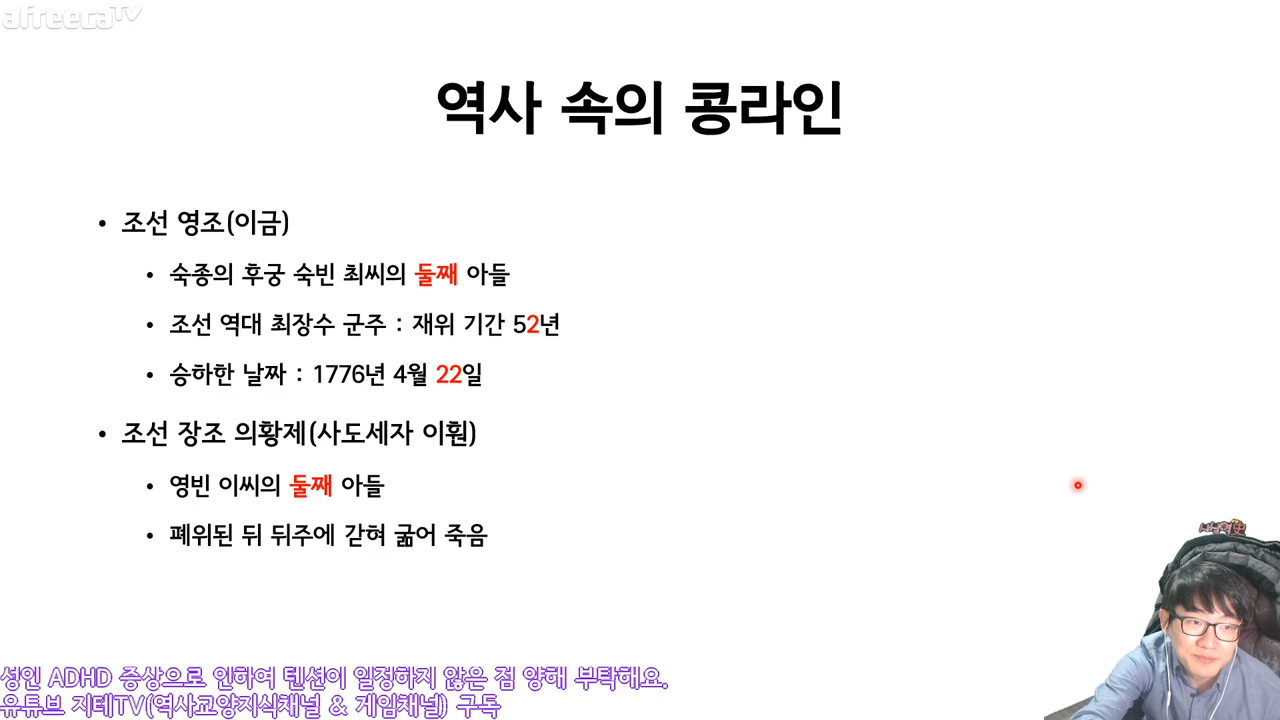 afreecaTV
역사 속의 콩라인
• 조선 영조(이금)
• 숙종의 후궁 숙빈 최씨의 둘째 아들
• 조선 역대 최장수 군주 : 재위 기간 52년
• 승하한 날짜 : 1776년 4월 22일
• 조선 장조 의황제(사도세자 이훤)
• 영빈 이씨의 둘째 아들
• 폐위된 뒤 뒤주에 갇혀 굶어 죽음
성인 ADHD 증상으로 인하여 텐션이 일정하지 않은 점 양해 부탁해요.
유튜브 지테TV(역사교양지식채널 & 게임채널) 구독